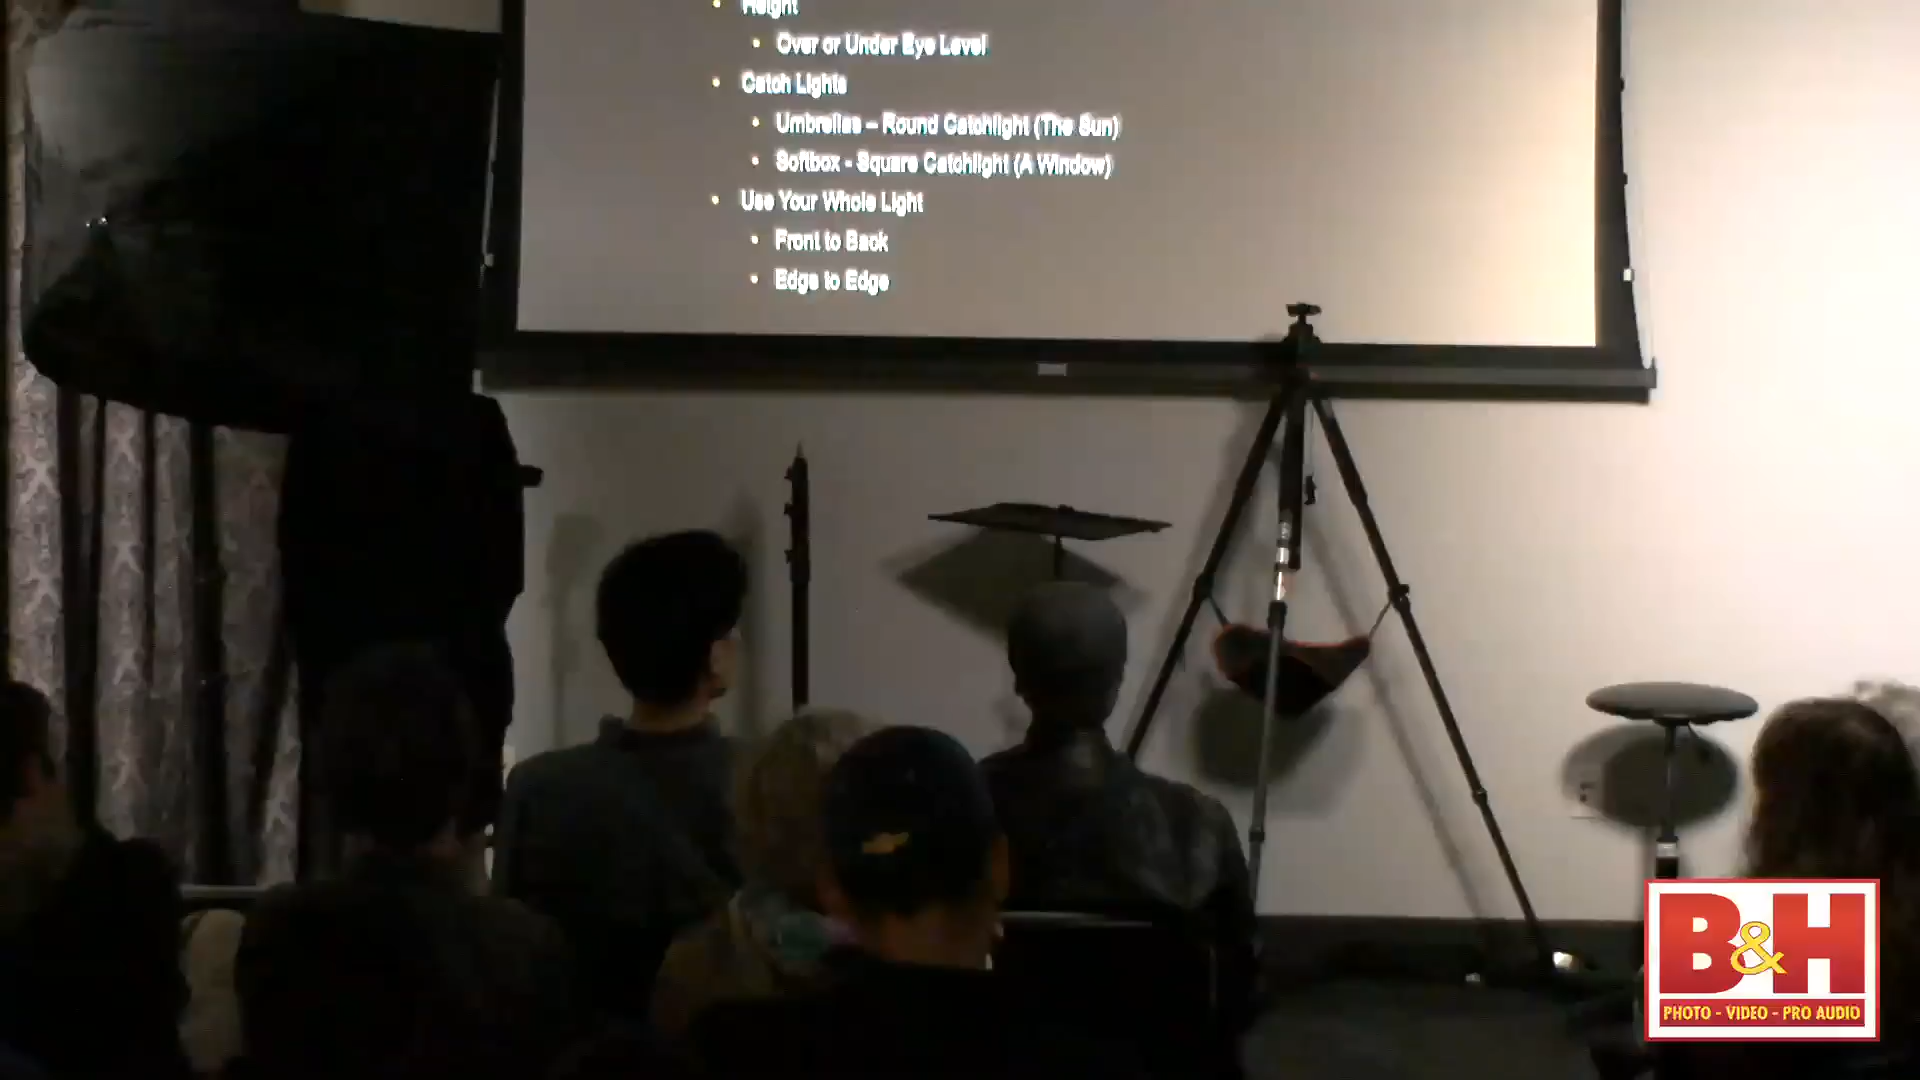 Height
Over or Under Eye Level
Catch Lights
Umbrellas – Round Catchlight (The Sun)
Softbox - Square Catchlight (A Window)
Use Your Whole Light
Front to Back
Edge to Edge
B&H
PHOTO - VIDEO - PRO AUDIO